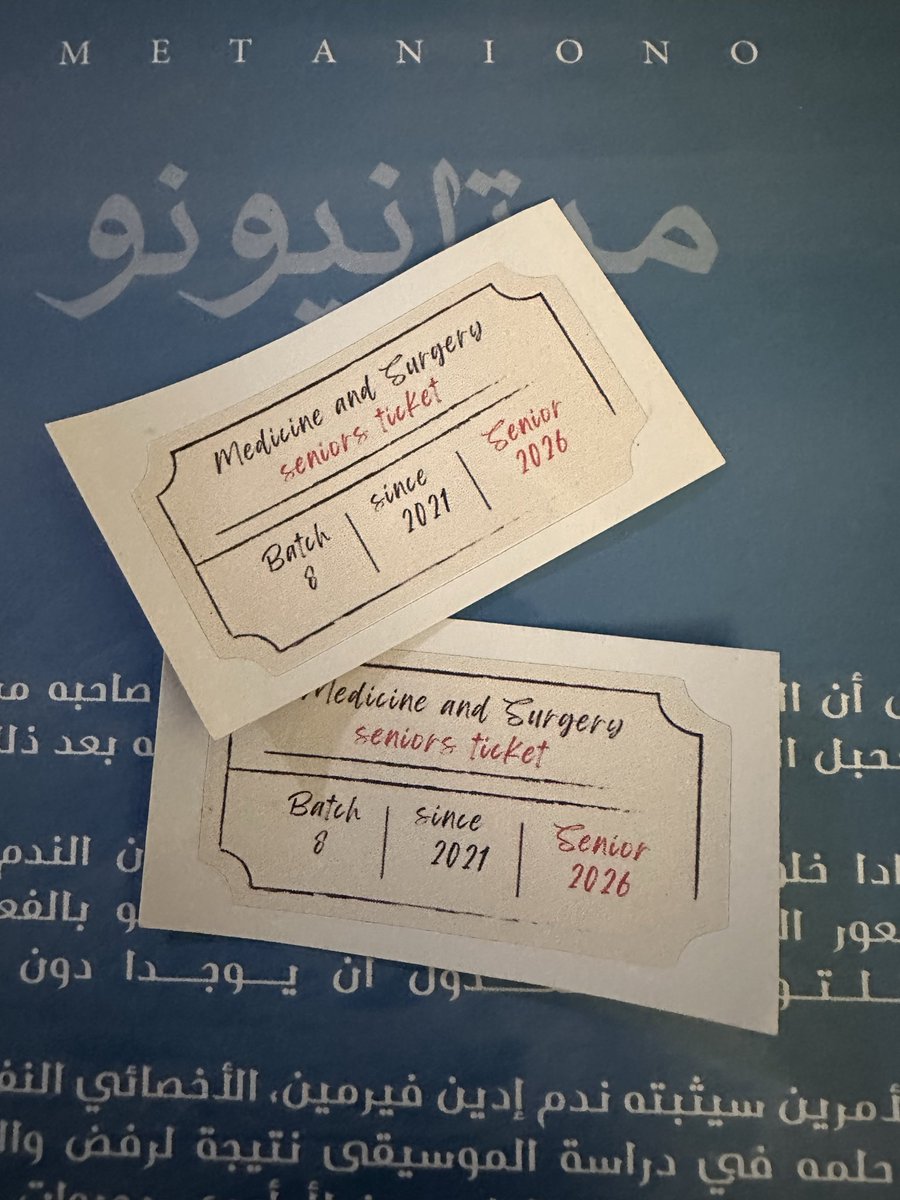 METANIONO
ميتانيونو
Medicine and Surgery
seniors ticket
Batch
8
since
2021
Senior
2026
Medicine and Surgery
seniors ticket
Batch
8
since
2021
Senior
2026
أن صاحبه
بعد ذلك
الندم
بالفعل
أن يوجدا دون
الأمرين سيثبته ندم إدين فيرمين، الأخصائي
حلمه في دراسة الموسيقى نتيجة لرفض